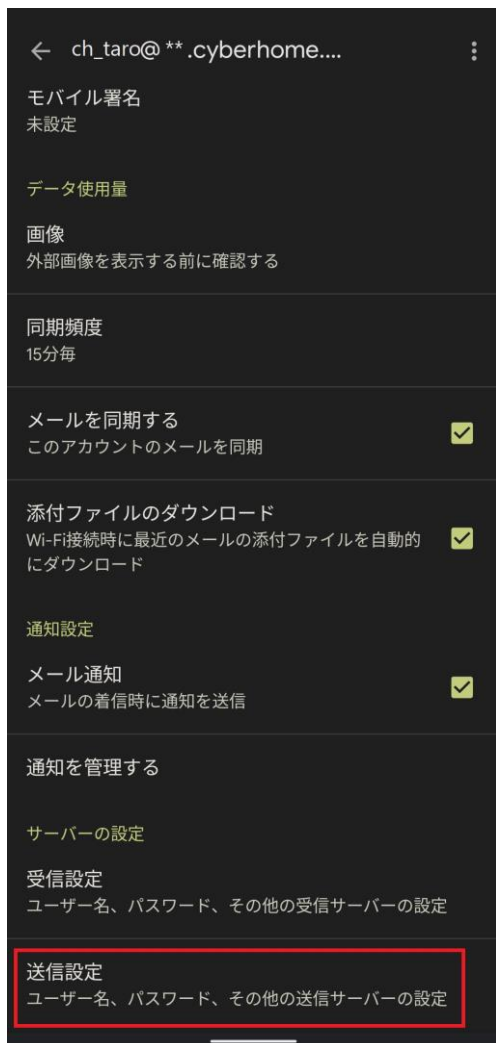 ch_taro@ **.cyberhome....
モバイル署名
未設定
データ使用量
画像
外部画像を表示する前に確認する
同期頻度
15分毎
メールを同期する
このアカウントのメールを同期
添付ファイルのダウンロード
Wi-Fi接続時に最近のメールの添付ファイルを自動的
にダウンロード
通知設定
メール通知
メールの着信時に通知を送信
通知を管理する
サーバーの設定
受信設定
ユーザー名、パスワード、その他の受信サーバーの設定
送信設定
ユーザー名、パスワード、その他の送信サーバーの設定